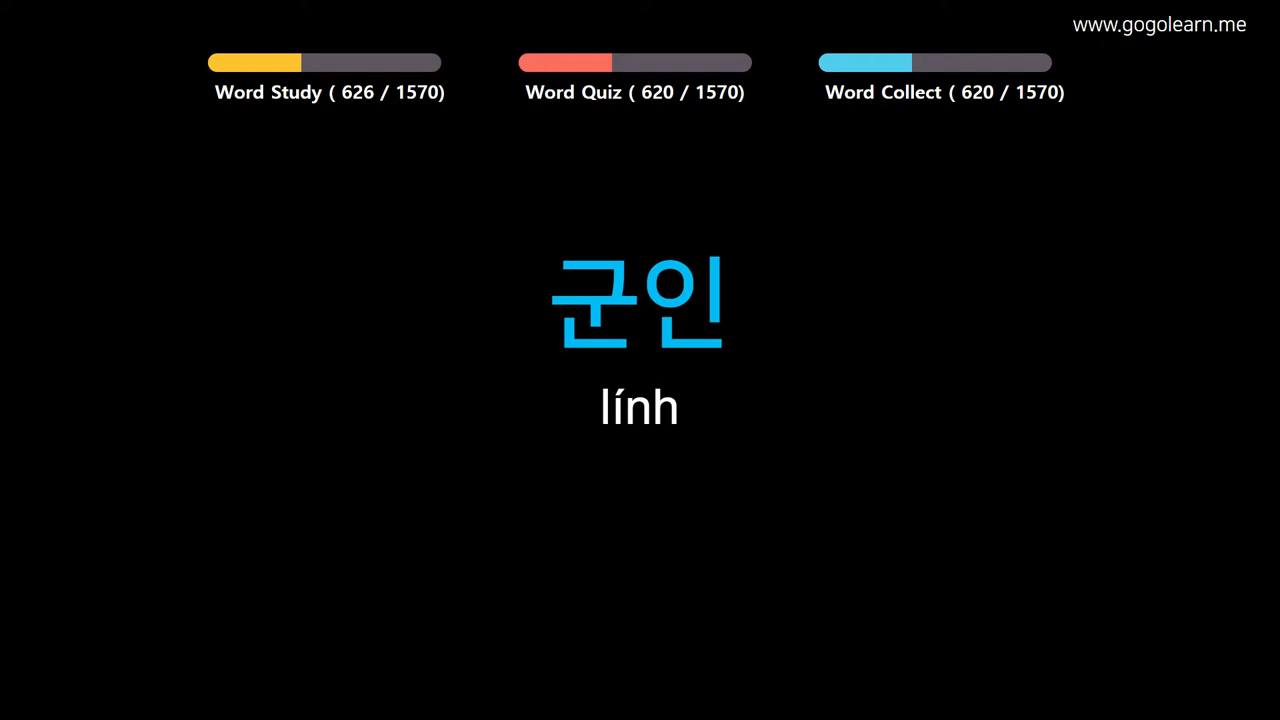 www.gogolearn.me
Word Study ( 626 / 1570)
Word Quiz ( 620 / 1570)
Word Collect ( 620 / 1570)
군인
lính